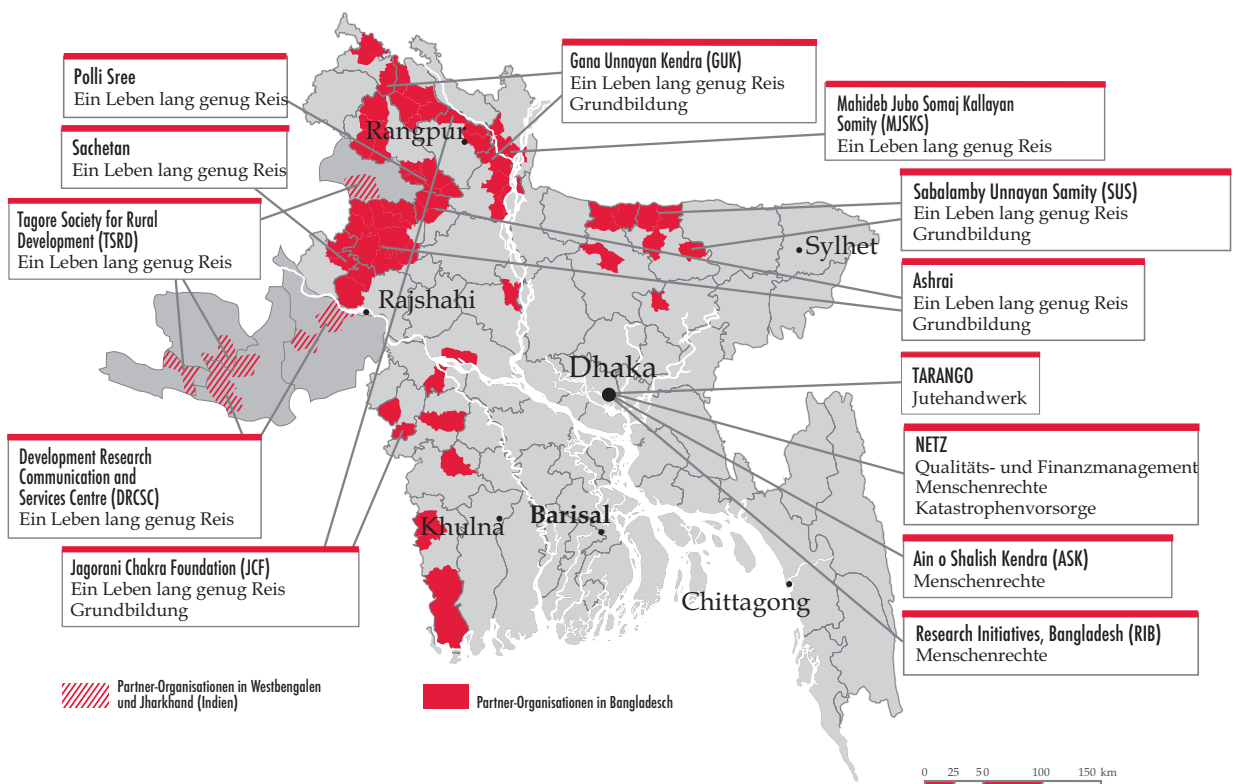 Polli Sree
Ein Leben lang genug Reis
Sachetan
Ein Leben lang genug Reis
Tagore Society for Rural
Development (TSRD)
Ein Leben lang genug Reis
Gana Unnayan Kendra (GUK)
Ein Leben lang genug Reis
Grundbildung
Mahideb Jubo Somaj Kallayan
Somity (MJSKS)
Ein Leben lang genug Reis
Sabalamby Unnayan Samity (SUS)
Ein Leben lang genug Reis
Grundbildung
Ashrai
Ein Leben lang genug Reis
Grundbildung
TARANGO
Jutehandwerk
NETZ
Qualitäts- und Finanzmanagement
Menschenrechte
Katastrophenvorsorge
Ain o Shalish Kendra (ASK)
Menschenrechte
Research Initiatives, Bangladesh (RIB)
Menschenrechte
Development Research
Communication and
Services Centre (DRCSC)
Ein Leben lang genug Reis
Jagorani Chakra Foundation (JCF)
Ein Leben lang genug Reis
Grundbildung
Rangpur
Sylhet
Rajshahi
Dhaka
Khulna
Barisal
Chittagong
Partner-Organisationen in Westbengalen
und Jharkhand (Indien)
Partner-Organisationen in Bangladesch
0 25 50 100 150 km